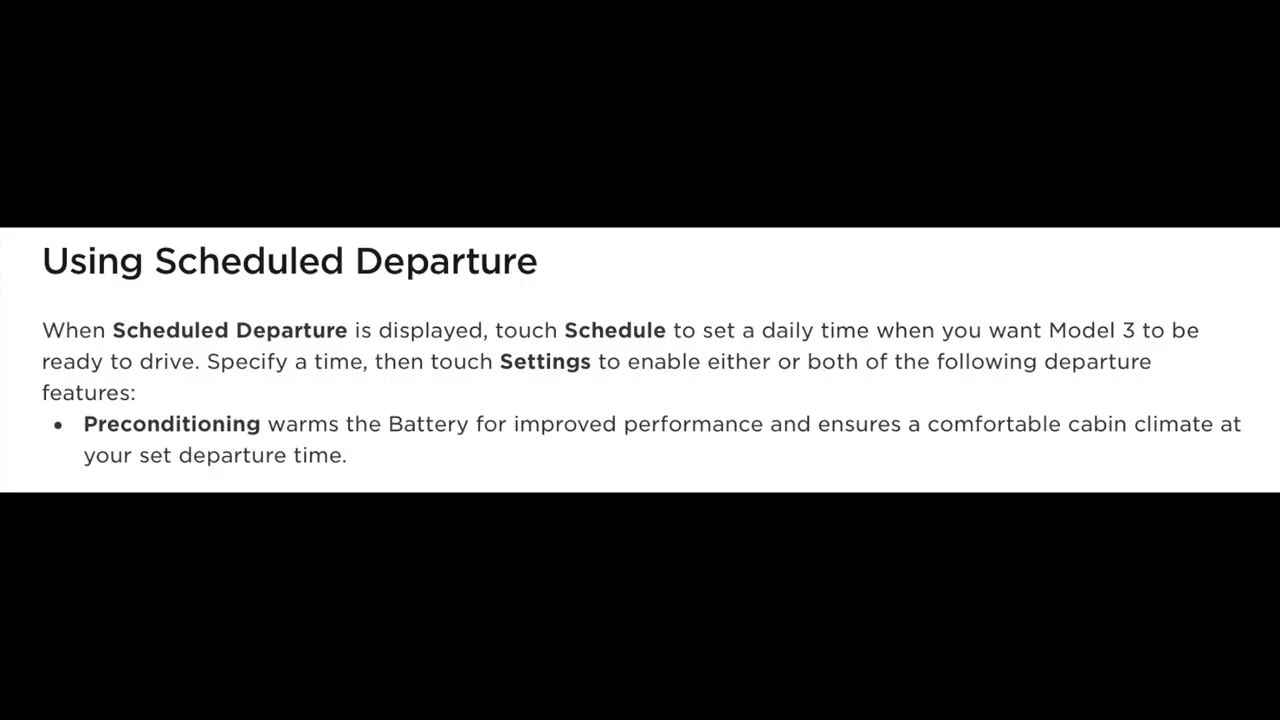 Using Scheduled Departure
When Scheduled Departure is displayed, touch Schedule to set a daily time when you want Model 3 to be
ready to drive. Specify a time, then touch Settings to enable either or both of the following departure
features:
• Preconditioning warms the Battery for improved performance and ensures a comfortable cabin climate at
your set departure time.